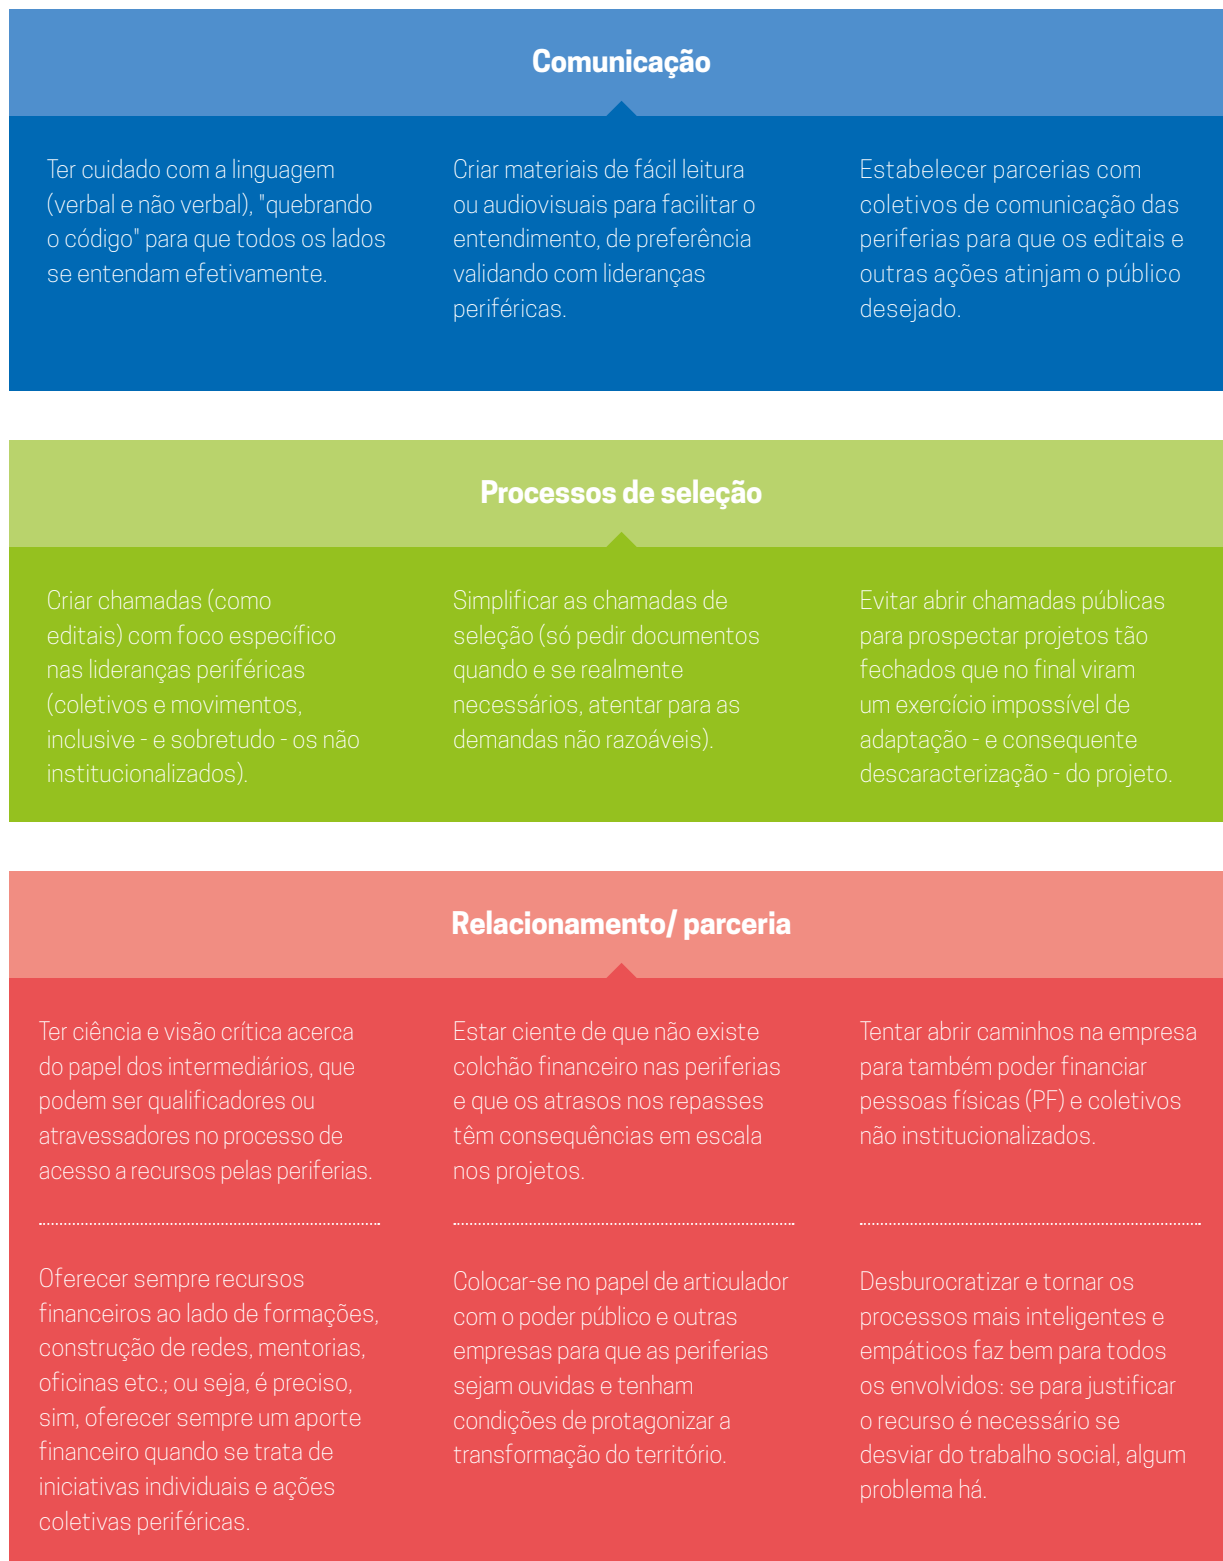 Comunicação
Ter cuidado com a linguagem
(verbal e não verbal), "quebrando
o código" para que todos os lados
se entendam efetivamente.
Criar materiais de fácil leitura
ou audiovisuais para facilitar o
entendimento, de preferência
validando com lideranças
periféricas.
Estabelecer parcerias com
coletivos de comunicação das
periferias para que os editais e
outras ações atinjam o público
desejado.
Processos de seleção
Criar chamadas (como
editais) com foco específico
nas lideranças periféricas
(coletivos e movimentos,
inclusive - e sobretudo - os não
institucionalizados).
Simplificar as chamadas de
seleção (só pedir documentos
quando e se realmente
necessários, atentar para as
demandas não razoáveis).
Evitar abrir chamadas públicas
para prospectar projetos tão
fechados que no final viram
um exercício impossível de
adaptação - e consequente
descaracterização - do projeto.
Relacionamento/ parceria
Ter ciência e visão crítica acerca
do papel dos intermediários, que
podem ser qualificadores ou
atravessadores no processo de
acesso a recursos pelas periferias.
Estar ciente de que não existe
colchão financeiro nas periferias
e que os atrasos nos repasses
têm consequências em escala
nos projetos.
Tentar abrir caminhos na empresa
para também poder financiar
pessoas físicas (PF) e coletivos
não institucionalizados.
Oferecer sempre recursos
financeiros ao lado de formações,
construção de redes, mentorias,
oficinas etc.; ou seja, é preciso,
sim, oferecer sempre um aporte
financeiro quando se trata de
iniciativas individuais e ações
coletivas periféricas.
Colocar-se no papel de articulador
com o poder público e outras
empresas para que as periferias
sejam ouvidas e tenham
condições de protagonizar a
transformação do território.
Desburocratizar e tornar os
processos mais inteligentes e
empáticos faz bem para todos
os envolvidos: se para justificar
o recurso é necessário se
desviar do trabalho social, algum
problema há.